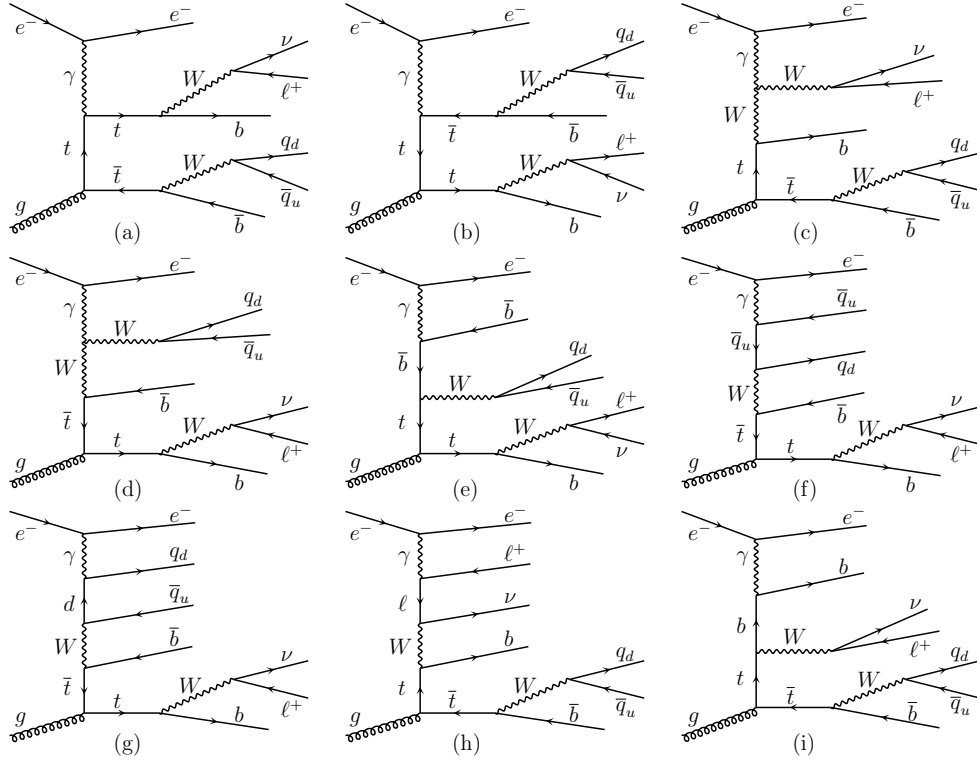 e⁻
e⁻
γ
W
ν
ℓ⁺
t
b
t
t̄
W
q_d
q̄_u
g
b̄
(a)
e⁻
e⁻
γ
W
q_d
q̄_u
t̄
b̄
t
t
W
ℓ⁺
ν
g
b
(b)
e⁻
e⁻
γ
W
ν
ℓ⁺
W
b
t
t̄
W
q_d
q̄_u
g
b̄
(c)
e⁻
e⁻
γ
W
q_d
q̄_u
W
b̄
t̄
t
W
ν
ℓ⁺
g
b
(d)
e⁻
e⁻
γ
b̄
b̄
W
q_d
q̄_u
t
t
W
ℓ⁺
ν
g
b
(e)
e⁻
e⁻
γ
q̄_u
q̄_u
q_d
W
b̄
t̄
t
W
ν
ℓ⁺
g
b
(f)
e⁻
e⁻
γ
q_d
d
q̄_u
W
b̄
t̄
t
W
ν
ℓ⁺
g
b
(g)
e⁻
e⁻
γ
ℓ⁺
ℓ
ν
W
b
t
t̄
W
q_d
q̄_u
g
b̄
(h)
e⁻
e⁻
γ
b
b
W
ν
ℓ⁺
t
t̄
W
q_d
q̄_u
g
b̄
(i)